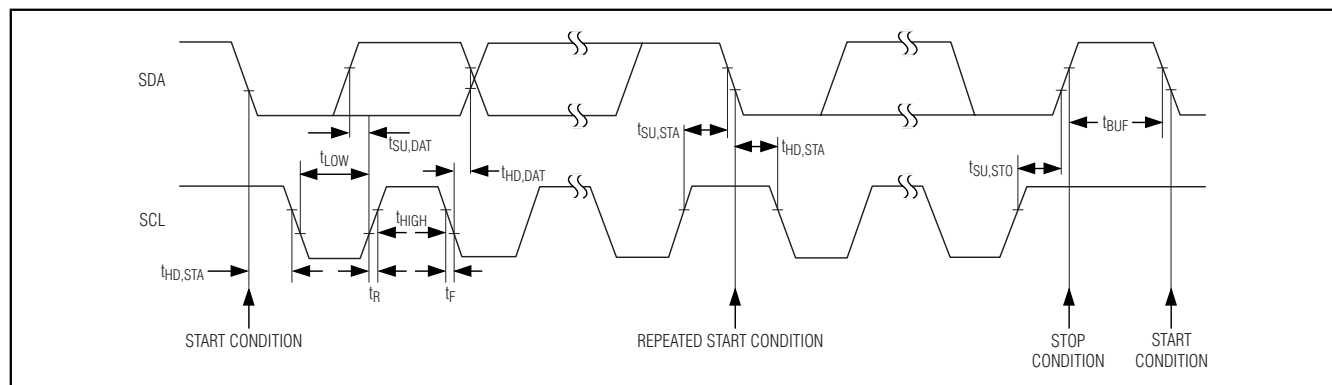 SDA
tSU,DAT
tLOW
tHD,DAT
tSU,STA
tHD,STA
tBUF
tSU,STO
SCL
tHIGH
tHD,STA
tR
tF
START CONDITION
REPEATED START CONDITION
STOP
CONDITION
START
CONDITION